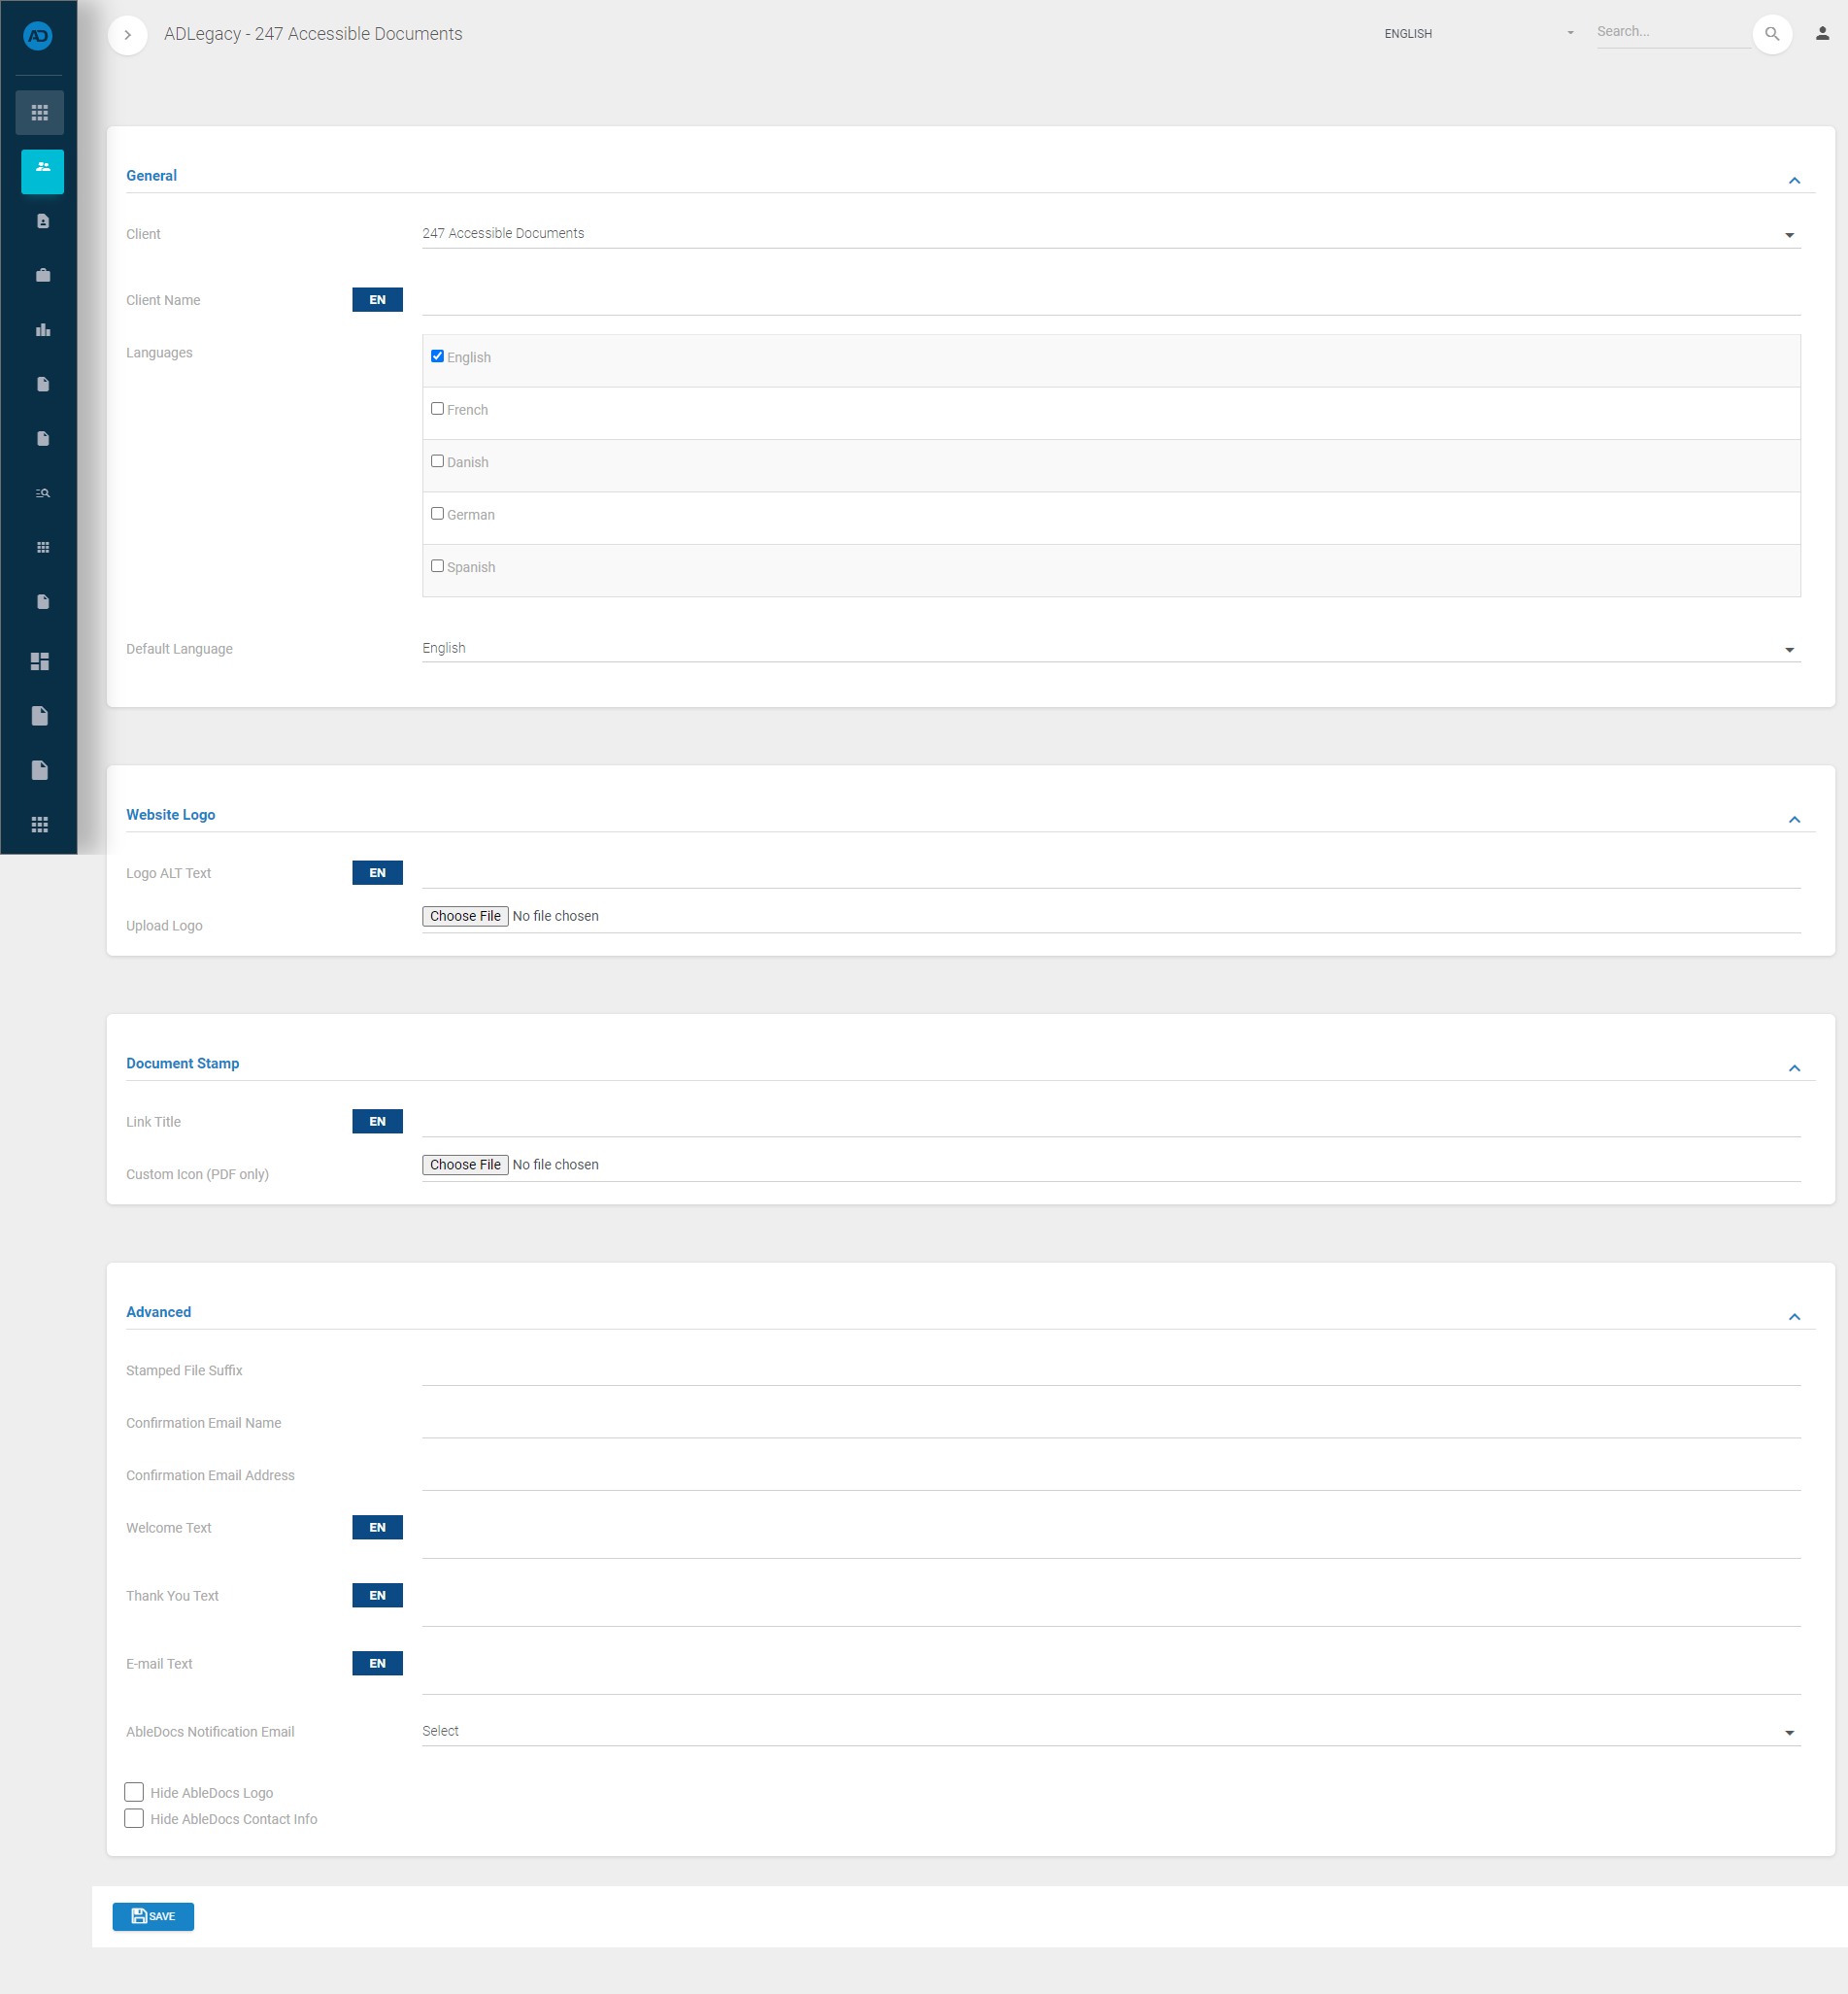 AD
ADLegacy - 247 Accessible Documents
ENGLISH
Search...
General
Client
247 Accessible Documents
Client Name
EN
Languages
English
French
Danish
German
Spanish
Default Language
English
Website Logo
Logo ALT Text
EN
Upload Logo
Choose File No file chosen
Document Stamp
Link Title
EN
Custom Icon (PDF only)
Choose File No file chosen
Advanced
Stamped File Suffix
Confirmation Email Name
Confirmation Email Address
Welcome Text
EN
Thank You Text
EN
E-mail Text
EN
AbleDocs Notification Email
Select
Hide AbleDocs Logo
Hide AbleDocs Contact Info
SAVE